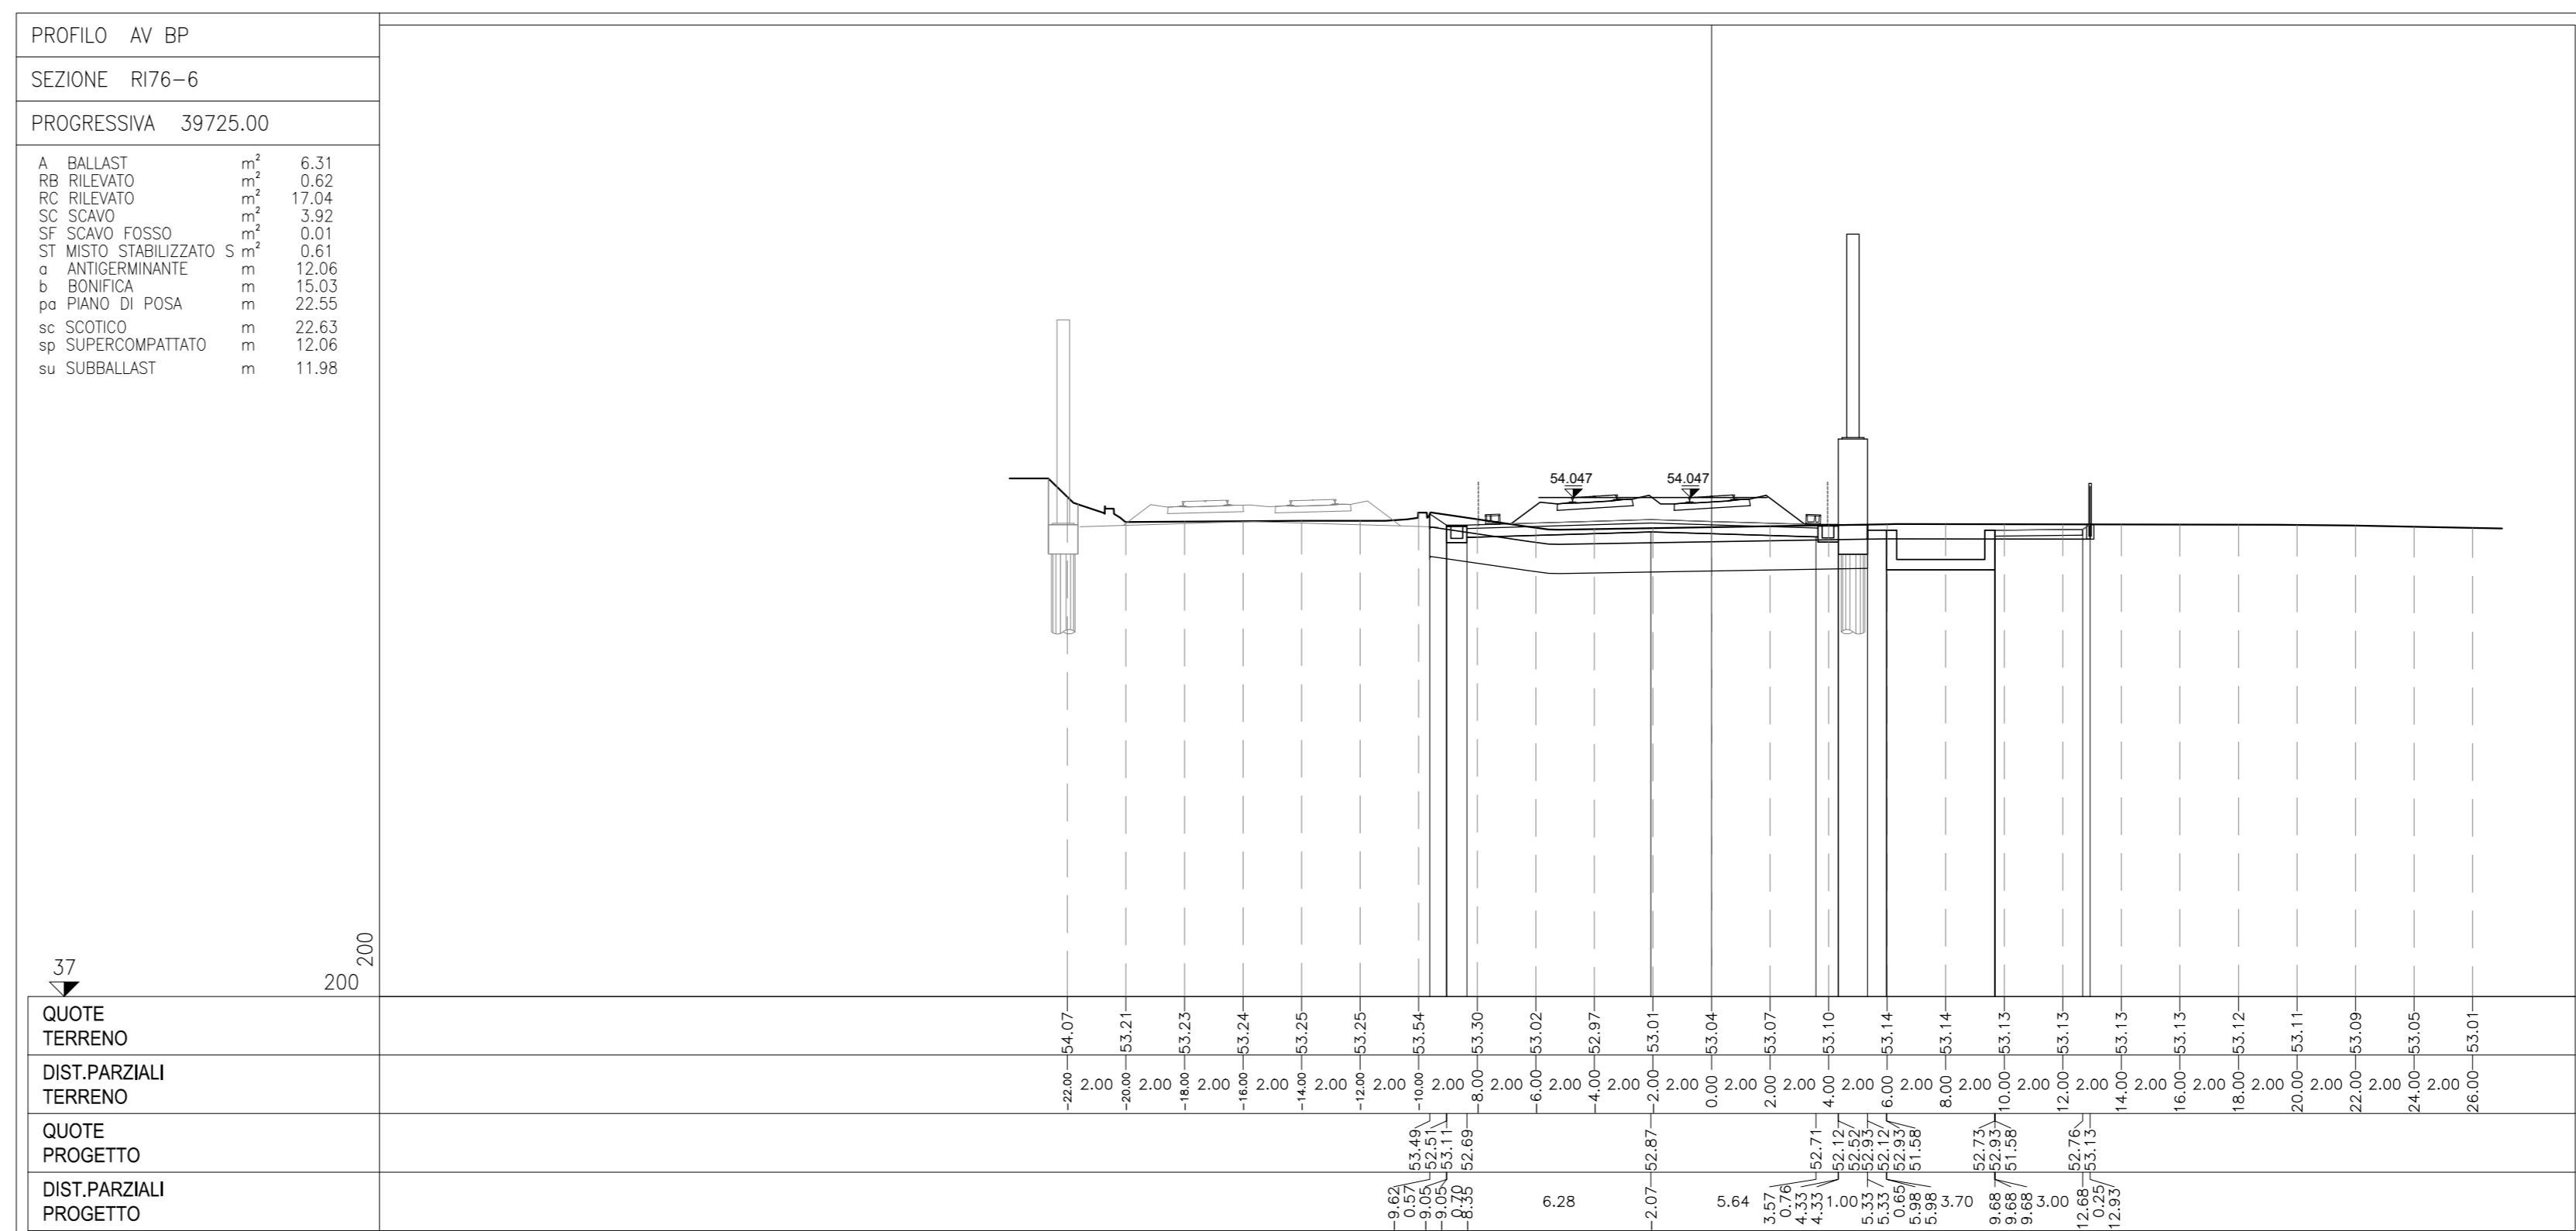 PROFILO AV BP
SEZIONE RI76-6
PROGRESSIVA 39725.00
A BALLAST m² 6.31
RB RILEVATO m² 0.62
RC RILEVATO m² 17.04
SC SCAVO m² 3.92
SF SCAVO FOSSO m² 0.01
ST MISTO STABILIZZATO S m² 0.61
a ANTIGERMINANTE m 12.06
b BONIFICA m 15.03
pa PIANO DI POSA m 22.55
sc SCOTICO m 22.63
sp SUPERCOMPATTATO m 12.06
su SUBBALLAST m 11.98
54.047 54.047
37 200 200
QUOTE TERRENO
54.07 53.21 53.23 53.24 53.25 53.25 53.54 53.30 53.02 52.97 53.01 53.04 53.07 53.10 53.14 53.14 53.13 53.13 53.13 53.13 53.12 53.11 53.09 53.05 53.01
DIST.PARZIALI TERRENO
-22.00 2.00 -20.00 2.00 -18.00 2.00 -16.00 2.00 -14.00 2.00 -12.00 2.00 -10.00 2.00 -8.00 2.00 -6.00 2.00 -4.00 2.00 -2.00 2.00 0.00 2.00 2.00 2.00 4.00 2.00 6.00 2.00 8.00 2.00 10.00 2.00 12.00 2.00 14.00 2.00 16.00 2.00 18.00 2.00 20.00 2.00 22.00 2.00 24.00 2.00 26.00
QUOTE PROGETTO
53.49 52.51 53.11 52.69 52.87 52.71 52.12 52.52 52.93 52.12 52.93 51.58 52.73 52.93 51.58 52.76 53.13
DIST.PARZIALI PROGETTO
-9.62 0.57 -9.05 -9.05 0.70 -8.35 6.28 -2.07 5.64 3.57 0.76 4.33 4.33 1.00 5.33 5.33 0.65 5.98 5.98 3.70 9.68 9.68 9.68 3.00 12.68 0.25 12.93